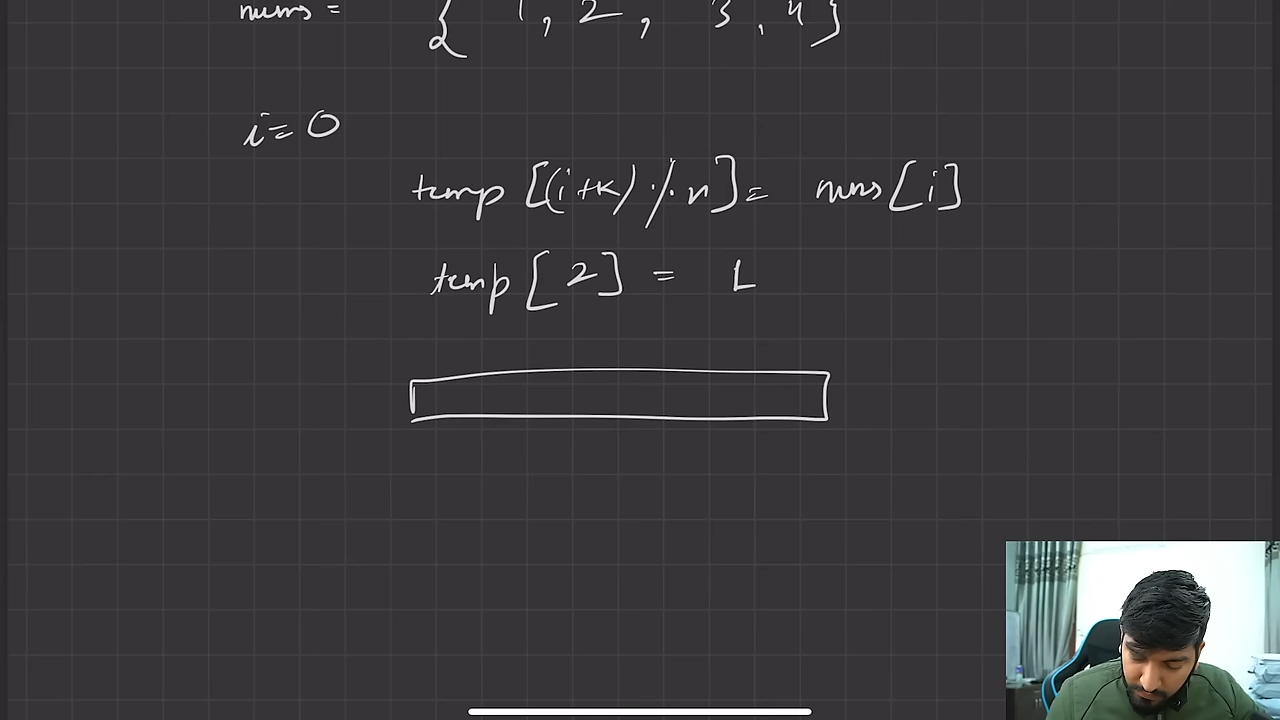 nums = { 1, 2, 3, 4 }
i = 0
temp [(i+k) % n] = nums [i]
temp [ 2 ] = 1